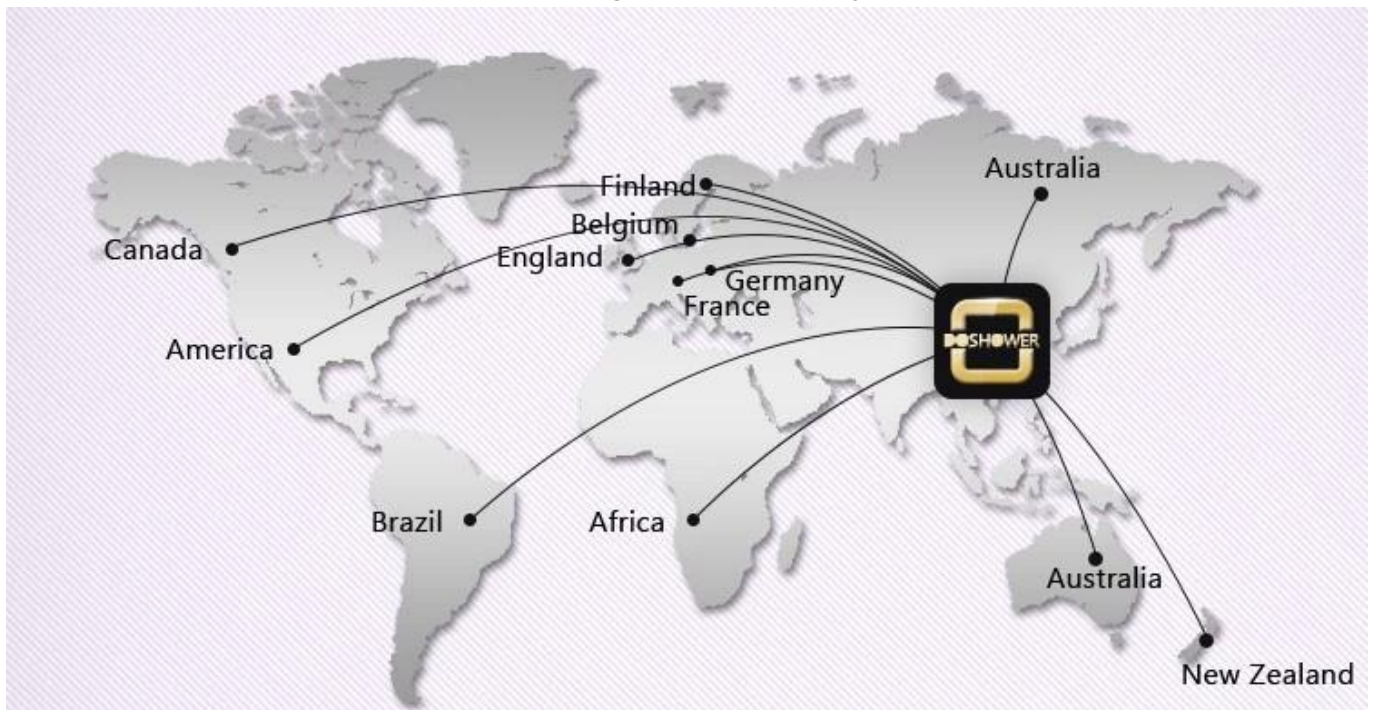 Australia
Finland
Belgium
Canada
England
Germany
France
DOSHOWER
America
Brazil
Africa
Australia
New Zealand